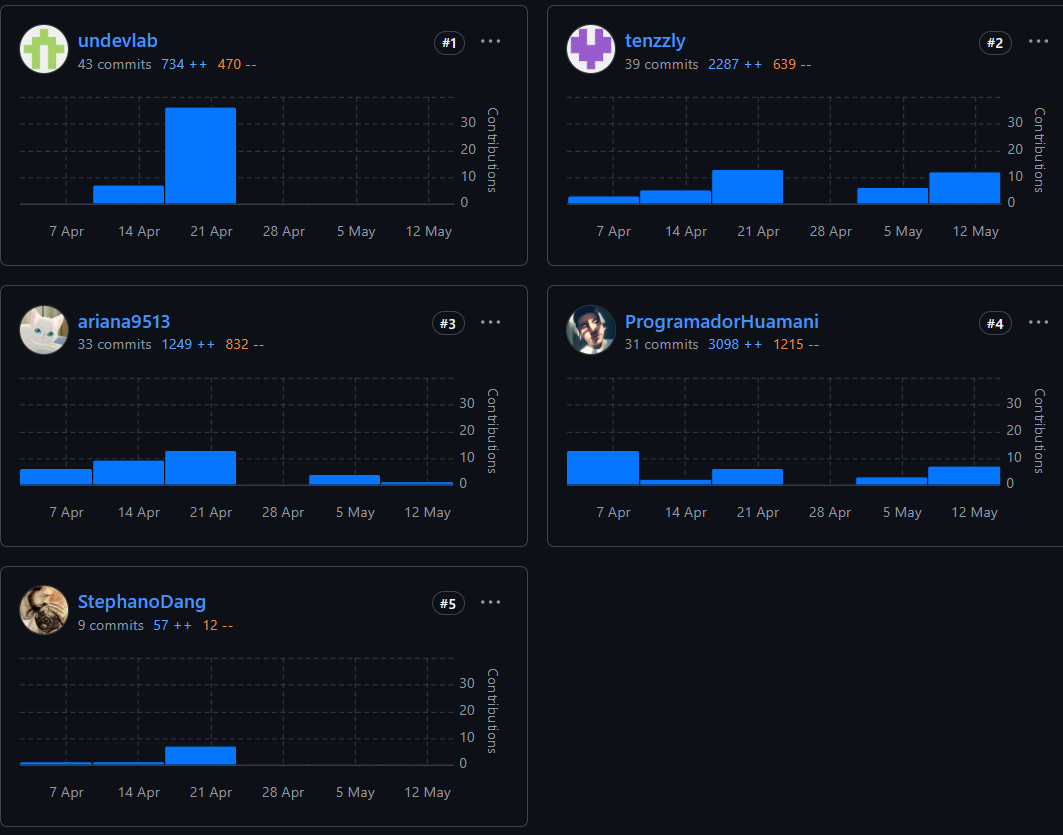 undevlab #1 ···
43 commits 734 ++ 470 --
30
20
10
0
Contributions
7 Apr 14 Apr 21 Apr 28 Apr 5 May 12 May
tenzzly #2 ···
39 commits 2287 ++ 639 --
30
20
10
0
Contributions
7 Apr 14 Apr 21 Apr 28 Apr 5 May 12 May
ariana9513 #3 ···
33 commits 1249 ++ 832 --
30
20
10
0
Contributions
7 Apr 14 Apr 21 Apr 28 Apr 5 May 12 May
ProgramadorHuamani #4 ···
31 commits 3098 ++ 1215 --
30
20
10
0
Contributions
7 Apr 14 Apr 21 Apr 28 Apr 5 May 12 May
StephanoDang #5 ···
9 commits 57 ++ 12 --
30
20
10
0
Contributions
7 Apr 14 Apr 21 Apr 28 Apr 5 May 12 May